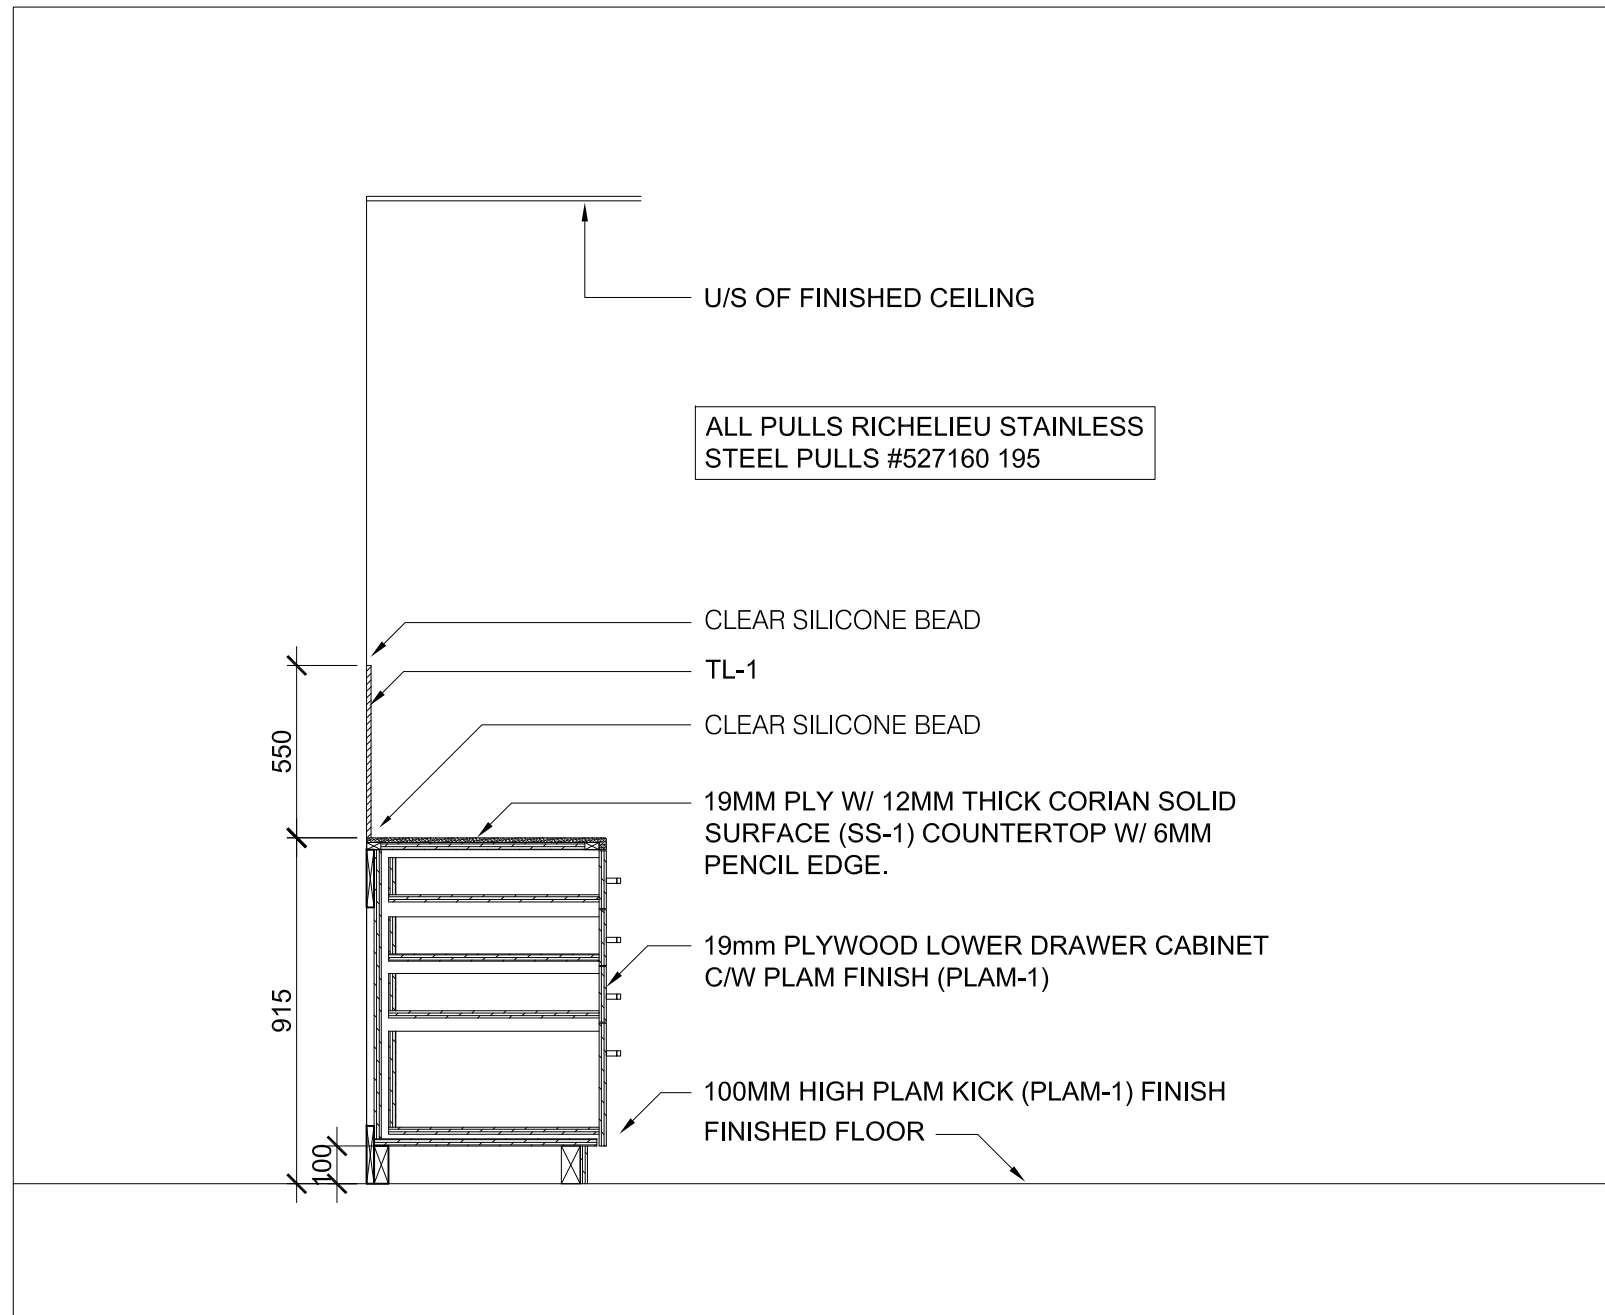 U/S OF FINISHED CEILING
ALL PULLS RICHELIEU STAINLESS
STEEL PULLS #527160 195
CLEAR SILICONE BEAD
TL-1
CLEAR SILICONE BEAD
550
19MM PLY W/ 12MM THICK CORIAN SOLID
SURFACE (SS-1) COUNTERTOP W/ 6MM
PENCIL EDGE.
19mm PLYWOOD LOWER DRAWER CABINET
C/W PLAM FINISH (PLAM-1)
915
100MM HIGH PLAM KICK (PLAM-1) FINISH
FINISHED FLOOR
100